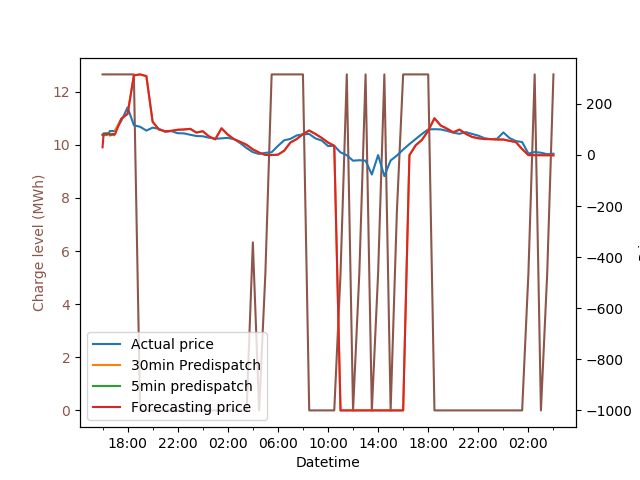 12
10
8
6
4
2
0
Charge level (MWh)
200
0
−200
−400
−600
−800
−1000
Actual price
30min Predispatch
5min predispatch
Forecasting price
18:00 22:00 02:00 06:00 10:00 14:00 18:00 22:00 02:00
Datetime